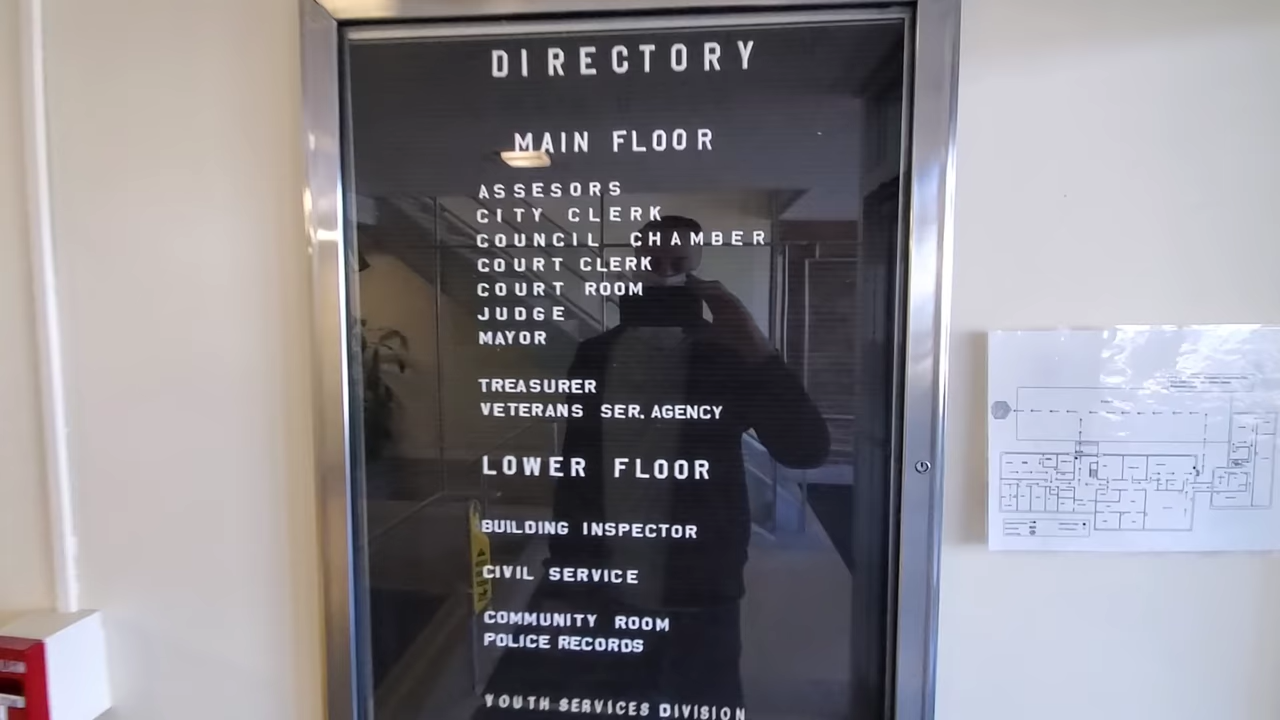 DIRECTORY
MAIN FLOOR
ASSESORS
CITY CLERK
COUNCIL CHAMBER
COURT CLERK
COURT ROOM
JUDGE
MAYOR
TREASURER
VETERANS SER. AGENCY
LOWER FLOOR
BUILDING INSPECTOR
CIVIL SERVICE
COMMUNITY ROOM
POLICE RECORDS
YOUTH SERVICES DIVISION